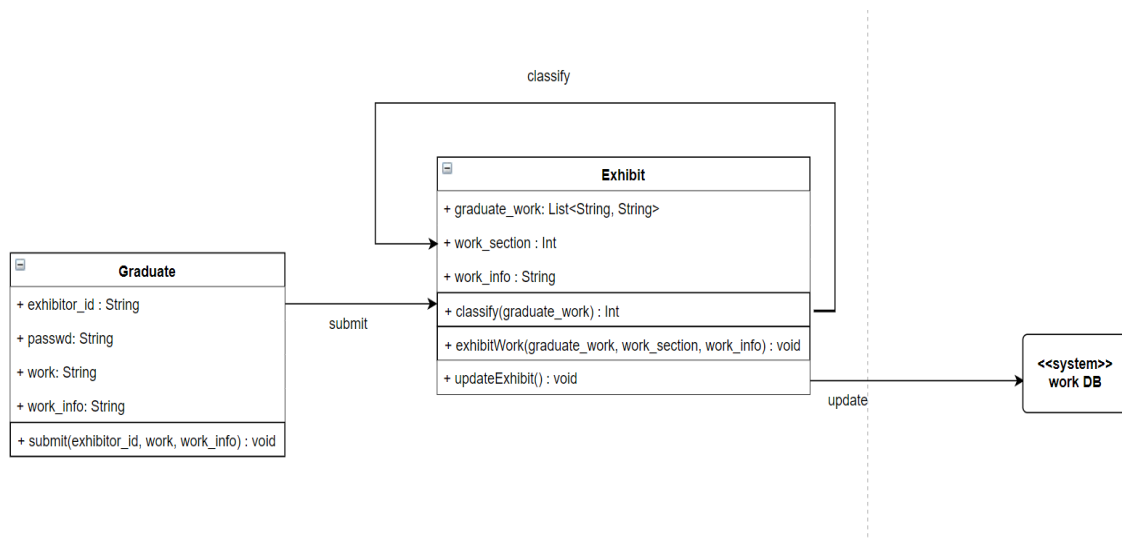 classify
Exhibit
+ graduate_work: List<String, String>
+ work_section : Int
+ work_info : String
+ classify(graduate_work) : Int
+ exhibitWork(graduate_work, work_section, work_info) : void
+ updateExhibit() : void
Graduate
+ exhibitor_id : String
+ passwd: String
+ work: String
+ work_info: String
+ submit(exhibitor_id, work, work_info) : void
submit
update
<<system>>
work DB